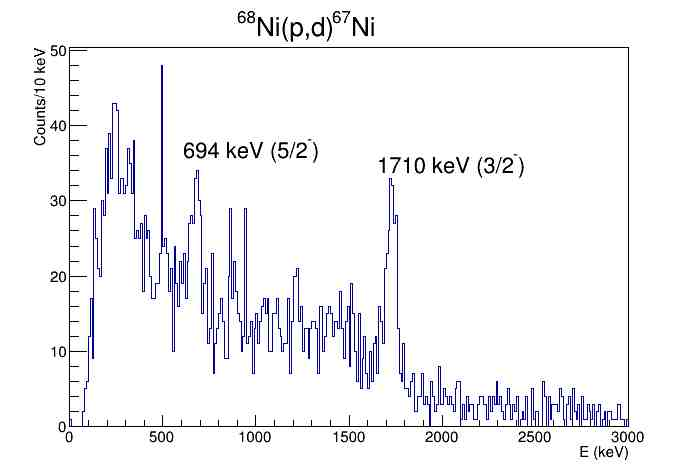 ⁶⁸Ni(p,d)⁶⁷Ni
Counts/10 keV
50
40
30
20
10
0
694 keV (5/2⁻)
1710 keV (3/2⁻)
0 500 1000 1500 2000 2500 3000
E (keV)